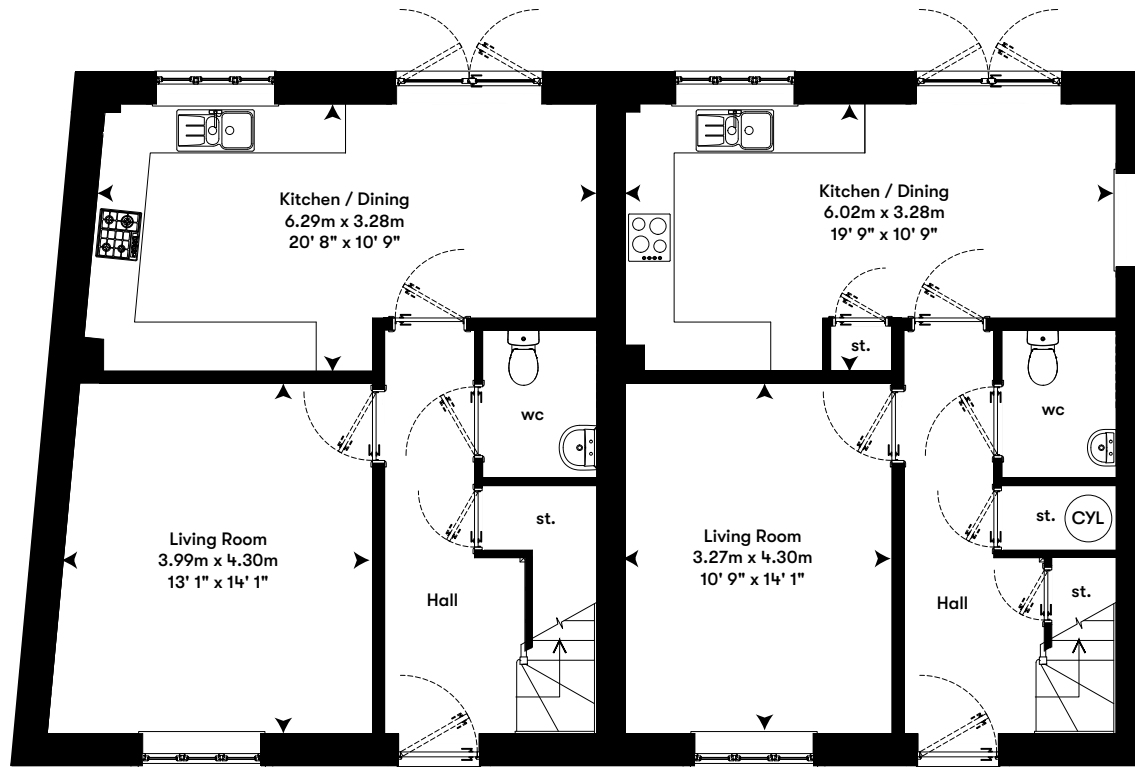 Kitchen / Dining
6.29m x 3.28m
20' 8" x 10' 9"
wc
st.
Living Room
3.99m x 4.30m
13' 1" x 14' 1"
Hall
Kitchen / Dining
6.02m x 3.28m
19' 9" x 10' 9"
st.
wc
st.
CYL
Living Room
3.27m x 4.30m
10' 9" x 14' 1"
st.
Hall